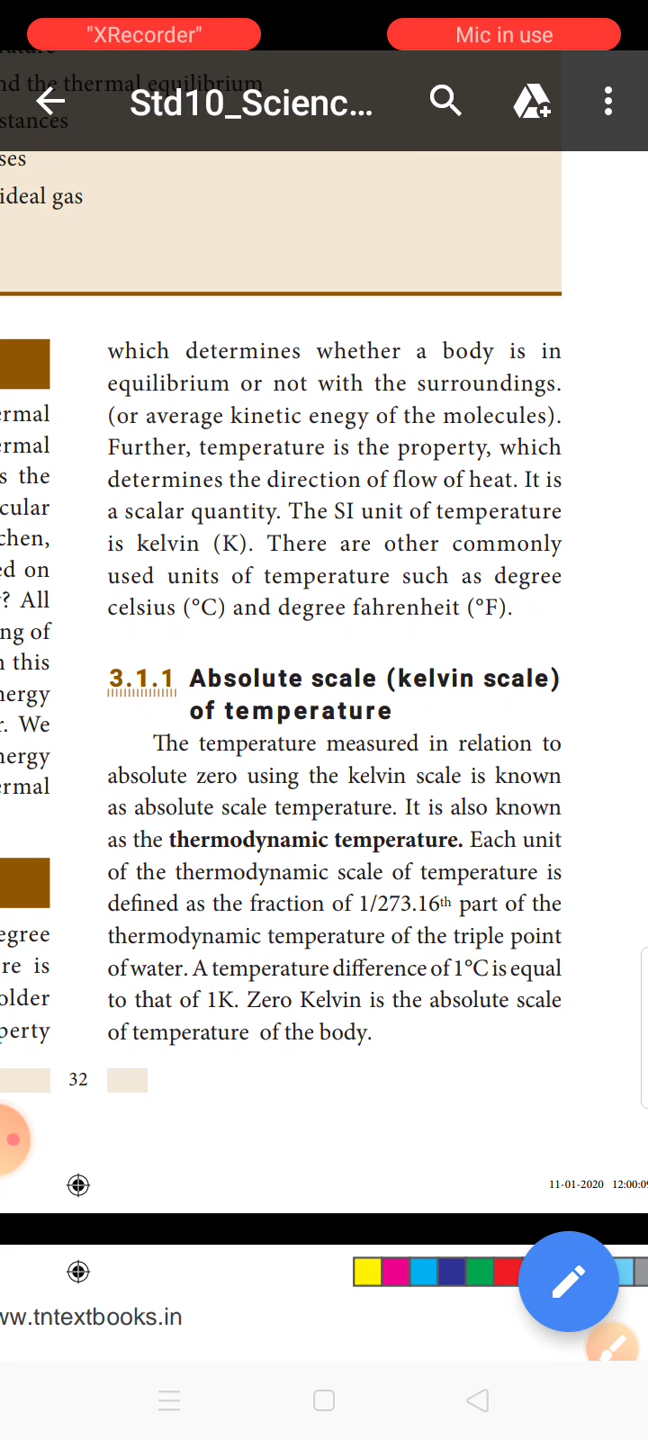 "XRecorder"
Mic in use
nd the thermal equilibrium
Std10_Scienc...
stances
ses
ideal gas
ermal
ermal
s the
cular
chen,
ed on
? All
ng of
this
nergy
r. We
nergy
ermal
egree
re is
older
perty
which determines whether a body is in
equilibrium or not with the surroundings.
(or average kinetic enegy of the molecules).
Further, temperature is the property, which
determines the direction of flow of heat. It is
a scalar quantity. The SI unit of temperature
is kelvin (K). There are other commonly
used units of temperature such as degree
celsius (°C) and degree fahrenheit (°F).
3.1.1 Absolute scale (kelvin scale)
of temperature
The temperature measured in relation to
absolute zero using the kelvin scale is known
as absolute scale temperature. It is also known
as the thermodynamic temperature. Each unit
of the thermodynamic scale of temperature is
defined as the fraction of 1/273.16th part of the
thermodynamic temperature of the triple point
of water. A temperature difference of 1°C is equal
to that of 1K. Zero Kelvin is the absolute scale
of temperature of the body.
32
11-01-2020 12:00:09
ww.tntextbooks.in